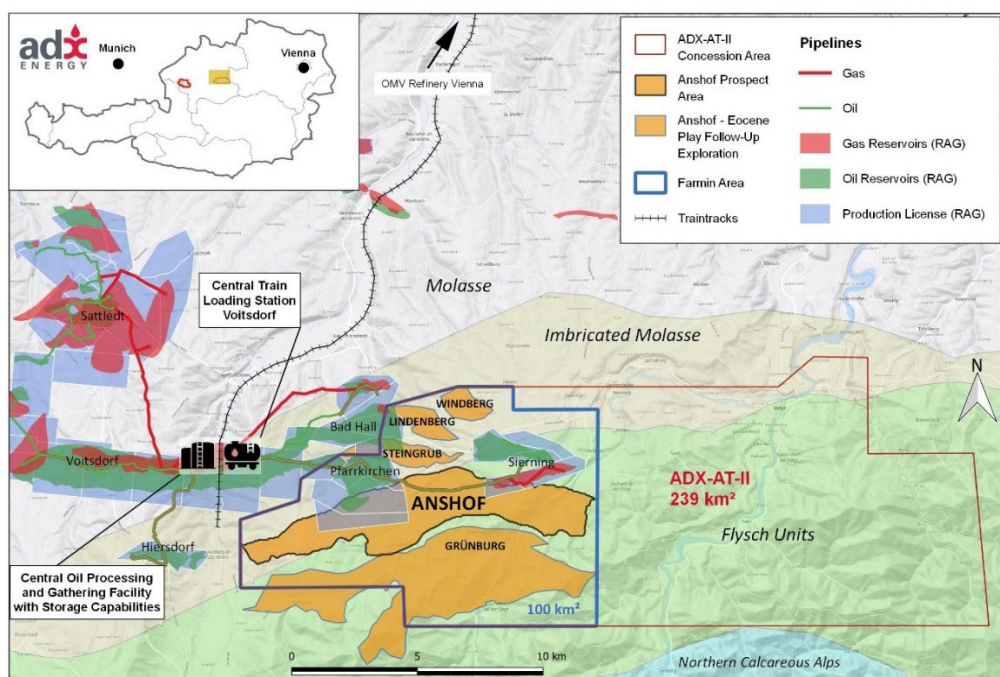 adx
ENERGY
Munich
Vienna
OMV Refinery Vienna
ADX-AT-II
Concession Area
Anshof Prospect
Area
Anshof - Eocene
Play Follow-Up
Exploration
Farmin Area
Traintracks
Pipelines
Gas
Oil
Gas Reservoirs (RAG)
Oil Reservoirs (RAG)
Production License (RAG)
Central Train
Loading Station
Voitsdorf
Molasse
Imbricated Molasse
N
Sattledt
WINDBERG
LINDENBERG
Bad Hall
STEINGRUB
Voitsdorf
Pfarrkirchen
Sierning
ADX-AT-II
239 km²
ANSHOF
Flysch Units
Hiersdorf
GRÜNBURG
Central Oil Processing
and Gathering Facility
with Storage Capabilities
100 km²
0
5
10 km
Northern Calcareous Alps